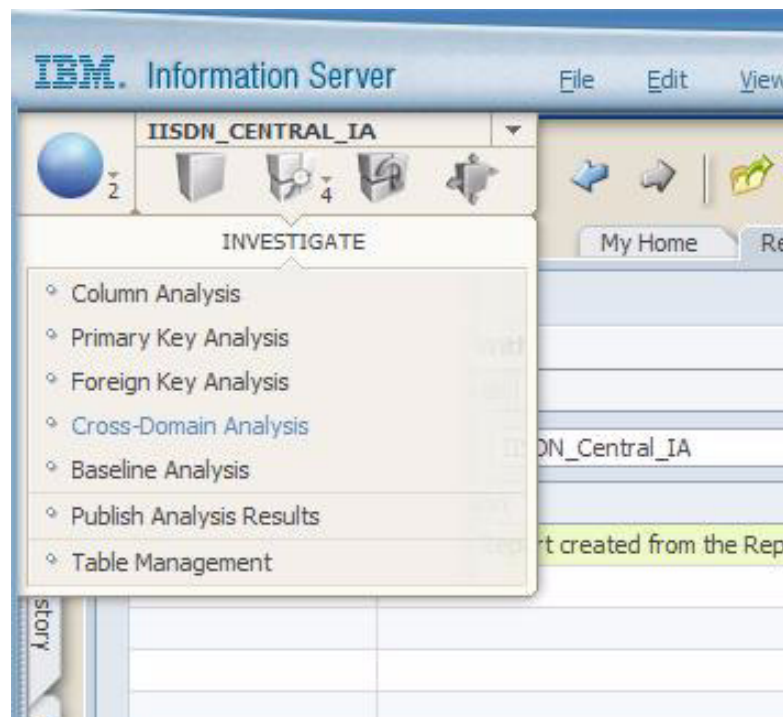 IBM. Information Server
File Edit View
IISDN_CENTRAL_IA
2
4
INVESTIGATE
My Home Re
Column Analysis
Primary Key Analysis
Foreign Key Analysis
Cross-Domain Analysis
DN_Central_IA
Baseline Analysis
Publish Analysis Results
rt created from the Rep
Table Management
story